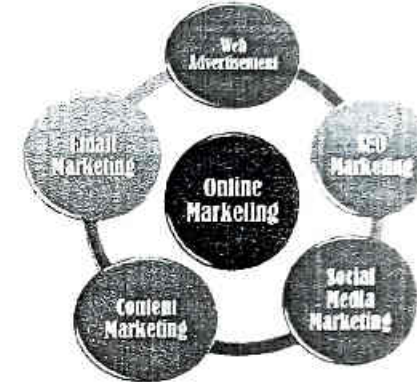 Web
Advertisement
Email
Marketing
SEO
Marketing
Online
Marketing
Content
Marketing
Social
Media
Marketing